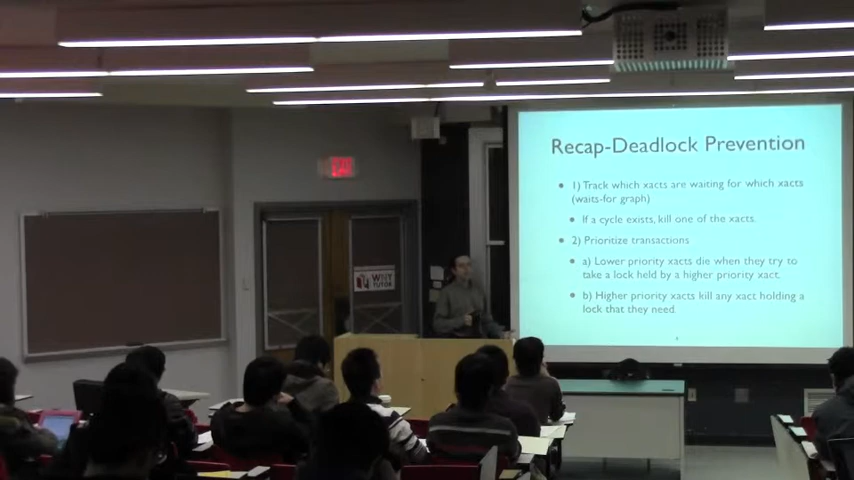 Recap-Deadlock Prevention
• 1) Track which xacts are waiting for which xacts
(waits-for graph)
• If a cycle exists, kill one of the xacts.
• 2) Prioritize transactions
• a) Lower priority xacts die when they try to
take a lock held by a higher priority xact.
• b) Higher priority xacts kill any xact holding a
lock that they need
WNY
TUTOR